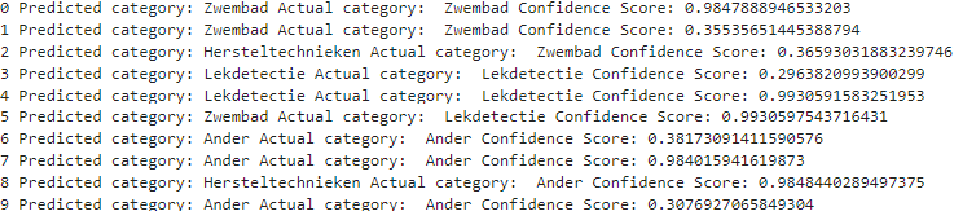 0 Predicted category: Zwembad Actual category:  Zwembad Confidence Score: 0.9847888946533203
1 Predicted category: Zwembad Actual category:  Zwembad Confidence Score: 0.35535651445388794
2 Predicted category: Hersteltechnieken Actual category:  Zwembad Confidence Score: 0.36593031883239746
3 Predicted category: Lekdetectie Actual category:  Lekdetectie Confidence Score: 0.2963820993900299
4 Predicted category: Lekdetectie Actual category:  Lekdetectie Confidence Score: 0.9930591583251953
5 Predicted category: Zwembad Actual category:  Lekdetectie Confidence Score: 0.9930597543716431
6 Predicted category: Ander Actual category:  Ander Confidence Score: 0.38173091411590576
7 Predicted category: Ander Actual category:  Ander Confidence Score: 0.984015941619873
8 Predicted category: Hersteltechnieken Actual category:  Ander Confidence Score: 0.9848440289497375
9 Predicted category: Ander Actual category:  Ander Confidence Score: 0.3076927065849304